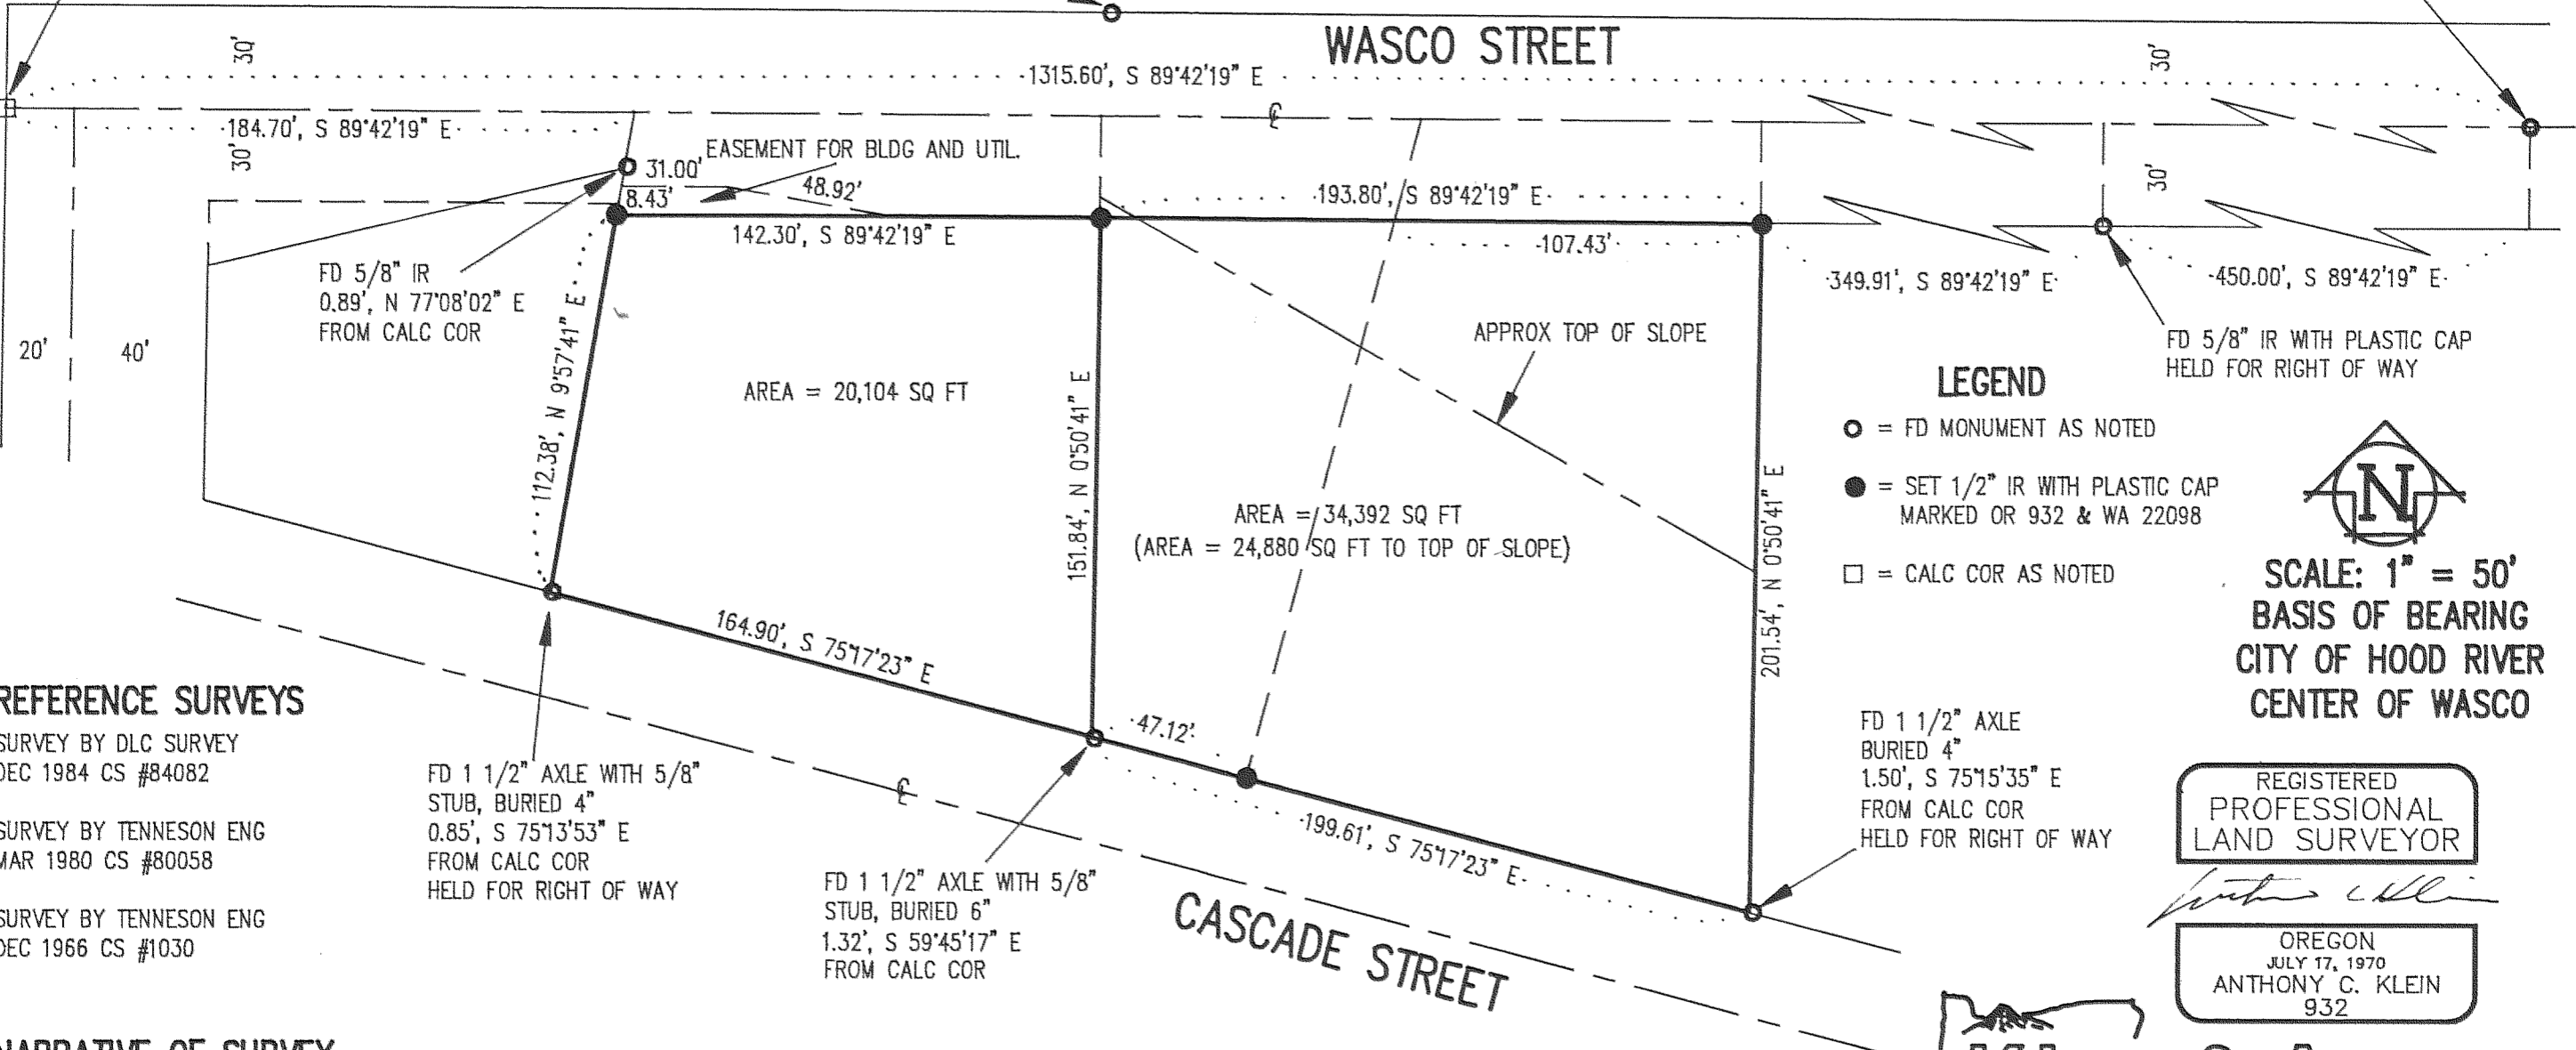 WASCO STREET
30'
30'
1315.60', S 89°42'19" E
℄
184.70', S 89°42'19" E
30'
EASEMENT FOR BLDG AND UTIL.
31.00'
8.43'
48.92'
193.80', S 89°42'19" E
30'
142.30', S 89°42'19" E
107.43'
349.91', S 89°42'19" E
450.00', S 89°42'19" E
FD 5/8" IR
0.89', N 77°08'02" E
FROM CALC COR
20'
40'
112.38', N 9°57'41" E
AREA = 20,104 SQ FT
151.84', N 0°50'41" E
APPROX TOP OF SLOPE
FD 5/8" IR WITH PLASTIC CAP
HELD FOR RIGHT OF WAY
AREA = 34,392 SQ FT
(AREA = 24,880 SQ FT TO TOP OF SLOPE)
201.54', N 0°50'41" E
LEGEND
= FD MONUMENT AS NOTED
= SET 1/2" IR WITH PLASTIC CAP
MARKED OR 932 & WA 22098
= CALC COR AS NOTED
N
SCALE: 1" = 50'
BASIS OF BEARING
CITY OF HOOD RIVER
CENTER OF WASCO
164.90', S 75°17'23" E
47.12'
199.61', S 75°17'23" E
℄
CASCADE STREET
REFERENCE SURVEYS
SURVEY BY DLC SURVEY
DEC 1984 CS #84082
SURVEY BY TENNESON ENG
MAR 1980 CS #80058
SURVEY BY TENNESON ENG
DEC 1966 CS #1030
FD 1 1/2" AXLE WITH 5/8"
STUB, BURIED 4"
0.85', S 75°13'53" E
FROM CALC COR
HELD FOR RIGHT OF WAY
FD 1 1/2" AXLE WITH 5/8"
STUB, BURIED 6"
1.32', S 59°45'17" E
FROM CALC COR
FD 1 1/2" AXLE
BURIED 4"
1.50', S 75°15'35" E
FROM CALC COR
HELD FOR RIGHT OF WAY
REGISTERED
PROFESSIONAL
LAND SURVEYOR
OREGON
JULY 17, 1970
ANTHONY C. KLEIN
932
NARRATIVE OF SURVEY